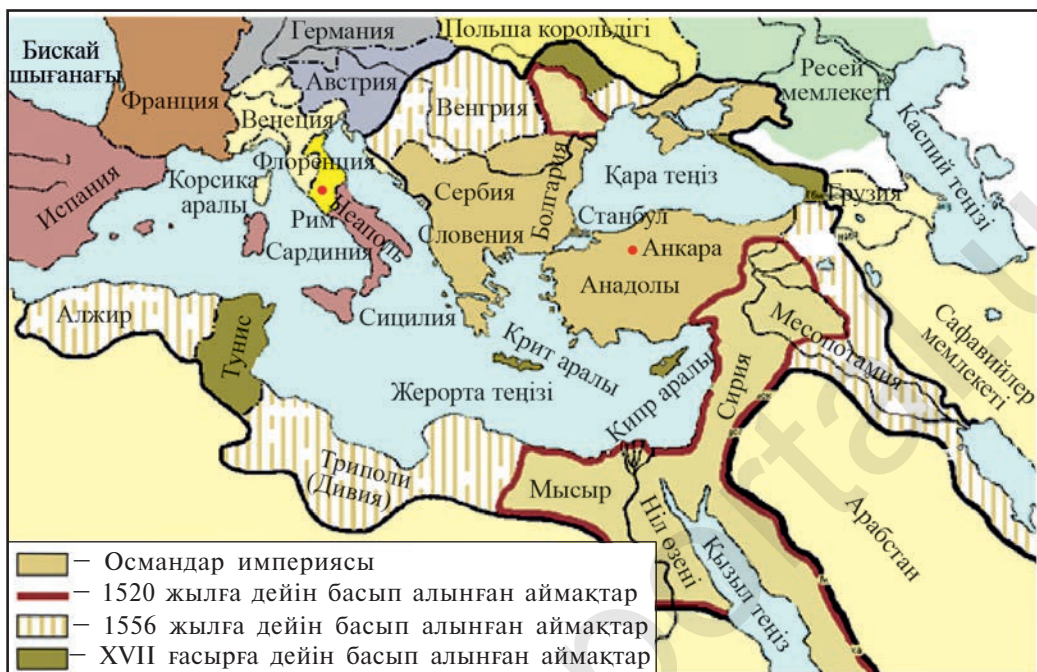 Бискай
шығанағы
Германия
Польша корольдігі
Ресей
мемлекеті
Австрия
Франция
Венгрия
Венеция
Каспий теңізі
Флоренция
Испания
Корсика
аралы
Сербия
Болгария
Қара теңіз
Грузия
Рим
Ысаполь
Станбул
Словения
Анкара
Сардиния
Анадолы
Алжир
Сицилия
Месопотамия
Сафавийлер
мемлекеті
Тунис
Крит аралы
Жерорта теңізі
Кипр аралы
Сирия
Триполи
(Дивия)
Мысыр
Ніл өзені
Қызыл теңіз
Арабстан
– Османдар империясы
– 1520 жылға дейін басып алынған аймақтар
– 1556 жылға дейін басып алынған аймақтар
– XVII ғасырға дейін басып алынған аймақтар